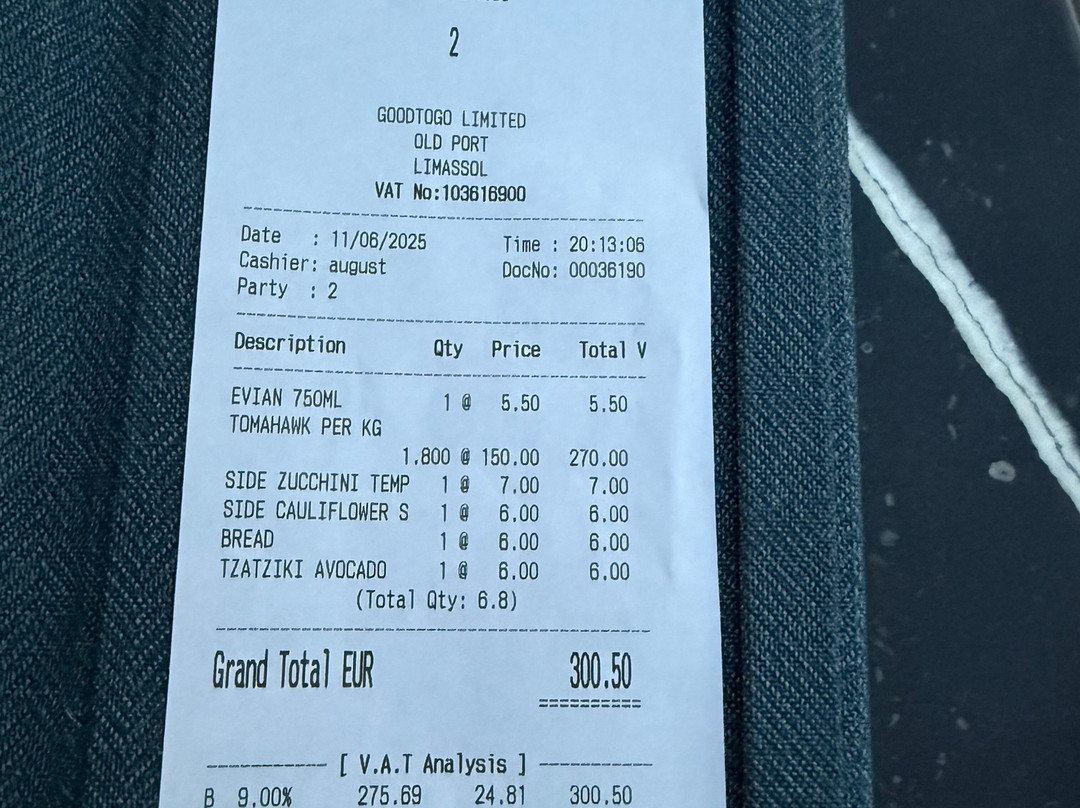 2
GOODTOGO LIMITED
OLD PORT
LIMASSOL
VAT No:103616900
Date : 11/06/2025 Time : 20:13:06
Cashier: august DocNo: 00036190
Party : 2
Description Qty Price Total V
EVIAN 750ML 1 @ 5.50 5.50
TOMAHAWK PER KG
1.800 @ 150.00 270.00
SIDE ZUCCHINI TEMP 1 @ 7.00 7.00
SIDE CAULIFLOWER S 1 @ 6.00 6.00
BREAD 1 @ 6.00 6.00
TZATZIKI AVOCADO 1 @ 6.00 6.00
(Total Qty: 6.8)
Grand Total EUR 300.50
[ V.A.T Analysis ]
B 9.00% 275.69 24.81 300.50